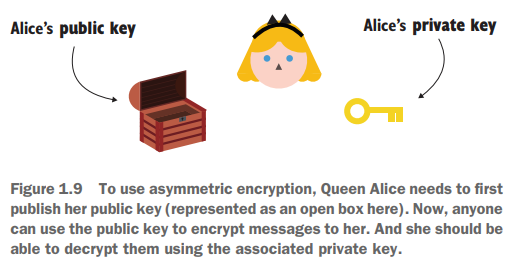 Alice's public key
Alice's private key
Figure 1.9 To use asymmetric encryption, Queen Alice needs to first
publish her public key (represented as an open box here). Now, anyone
can use the public key to encrypt messages to her. And she should be
able to decrypt them using the associated private key.